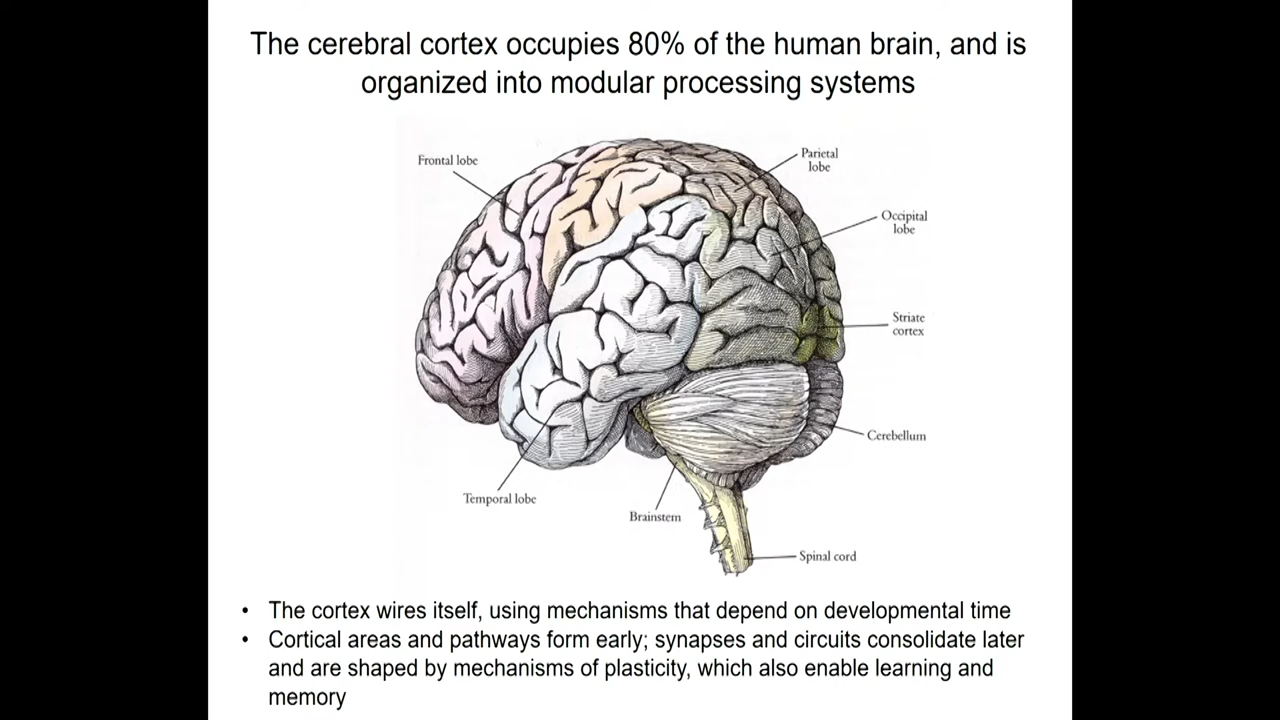 The cerebral cortex occupies 80% of the human brain, and is
organized into modular processing systems
Frontal lobe
Parietal
lobe
Occipital
lobe
Striate
cortex
Cerebellum
Temporal lobe
Brainstem
Spinal cord
• The cortex wires itself, using mechanisms that depend on developmental time
• Cortical areas and pathways form early; synapses and circuits consolidate later
and are shaped by mechanisms of plasticity, which also enable learning and
memory